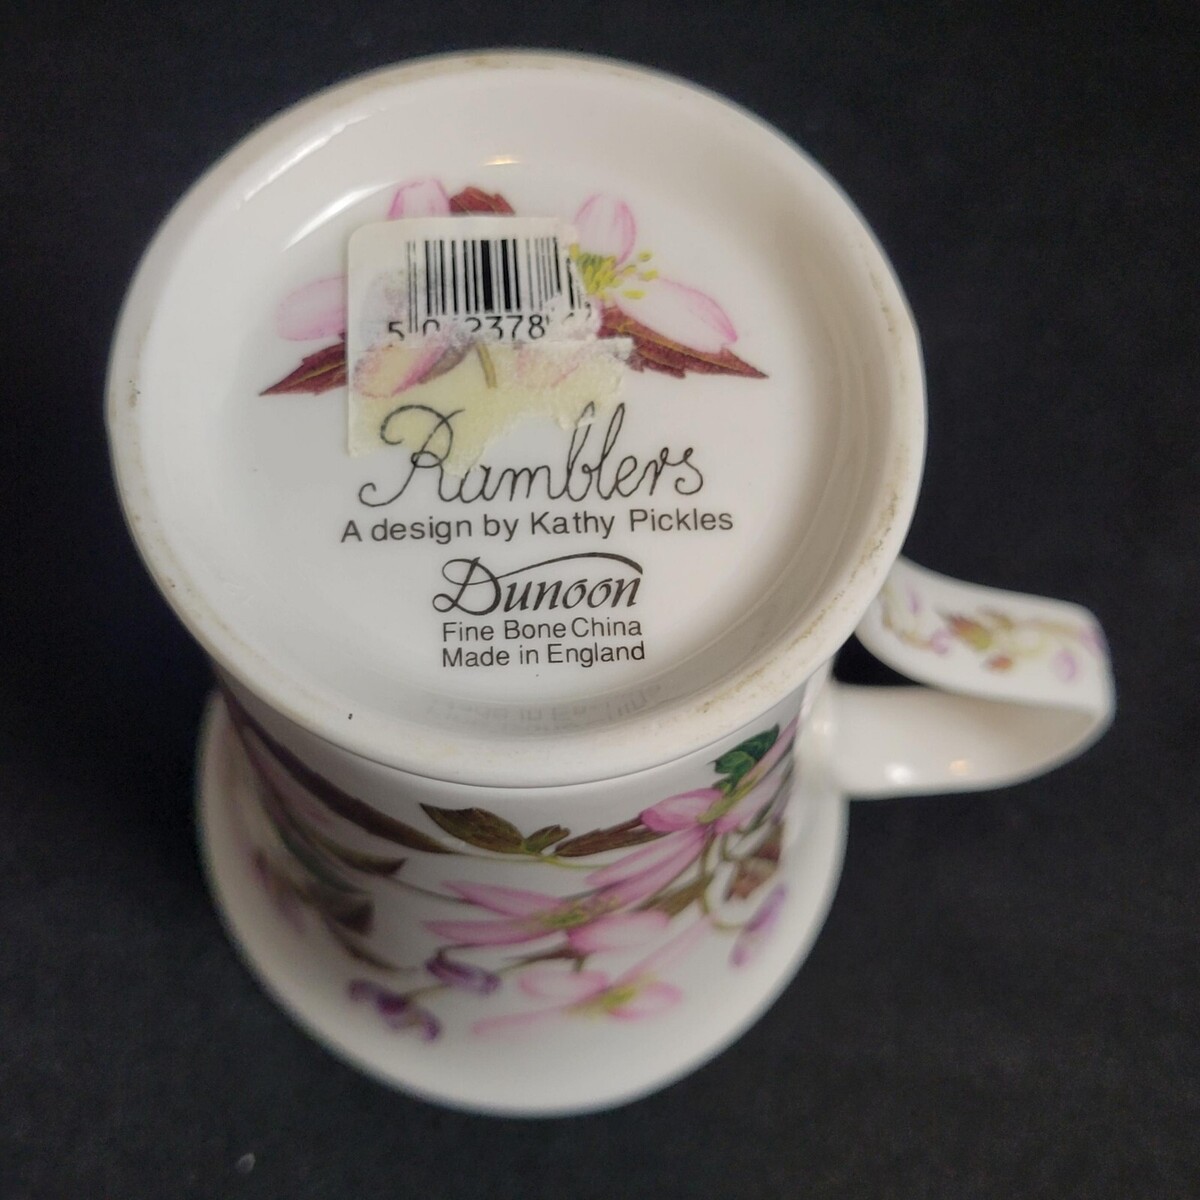 Ramblers
A design by Kathy Pickles
Dunoon
Fine Bone China
Made in England